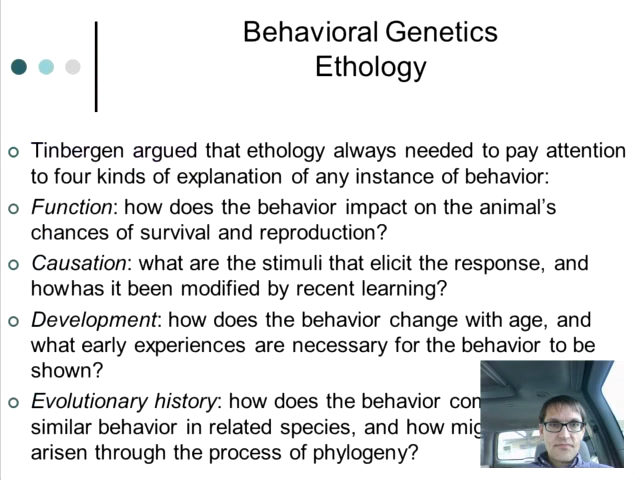 Behavioral Genetics
Ethology
Tinbergen argued that ethology always needed to pay attention
to four kinds of explanation of any instance of behavior:
Function: how does the behavior impact on the animal's
chances of survival and reproduction?
Causation: what are the stimuli that elicit the response, and
howhas it been modified by recent learning?
Development: how does the behavior change with age, and
what early experiences are necessary for the behavior to be
shown?
Evolutionary history: how does the behavior
similar behavior in related species, and how
arisen through the process of phylogeny?